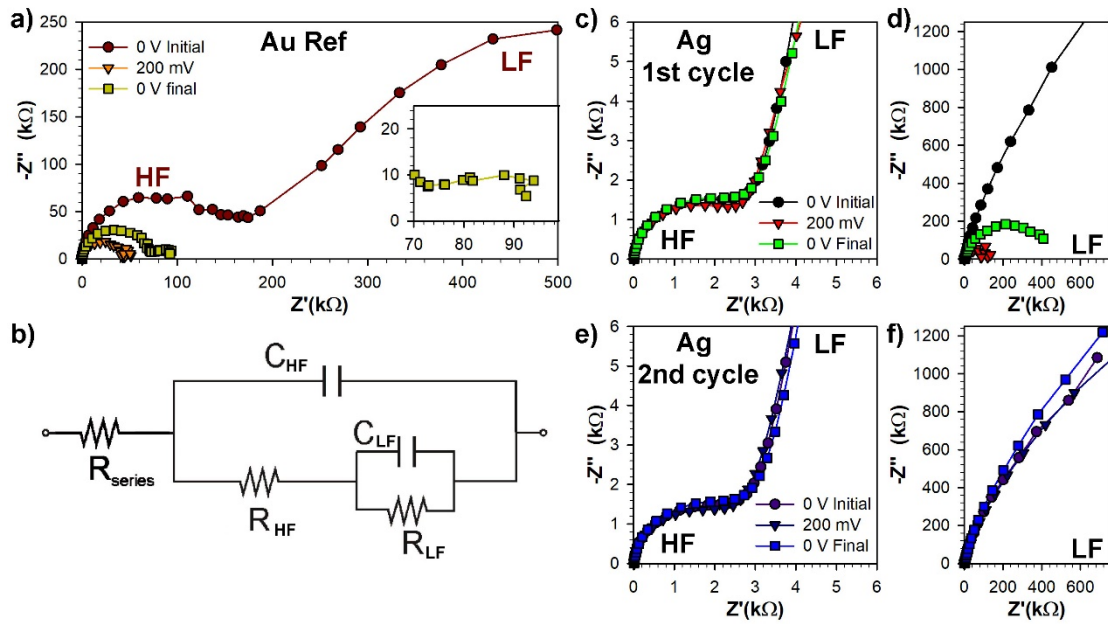 a)
Au Ref
0 V Initial
200 mV
0 V final
HF
LF
-Z'' (kΩ)
250
200
150
100
50
0
0 100 200 300 400 500
Z'(kΩ)
20
10
0
70 80 90
b)
C_HF
R_series
C_LF
R_HF
R_LF
c)
Ag
1st cycle
LF
HF
0 V Initial
200 mV
0 V Final
-Z'' (kΩ)
6
5
4
3
2
1
0
0 1 2 3 4 5 6
Z'(kΩ)
d)
-Z'' (kΩ)
1200
1000
800
600
400
200
0
LF
0 200 400 600
Z'(kΩ)
e)
Ag
2nd cycle
LF
HF
0 V Initial
200 mV
0 V Final
-Z'' (kΩ)
6
5
4
3
2
1
0
0 1 2 3 4 5 6
Z'(kΩ)
f)
-Z'' (kΩ)
1200
1000
800
600
400
200
0
LF
0 200 400 600
Z'(kΩ)